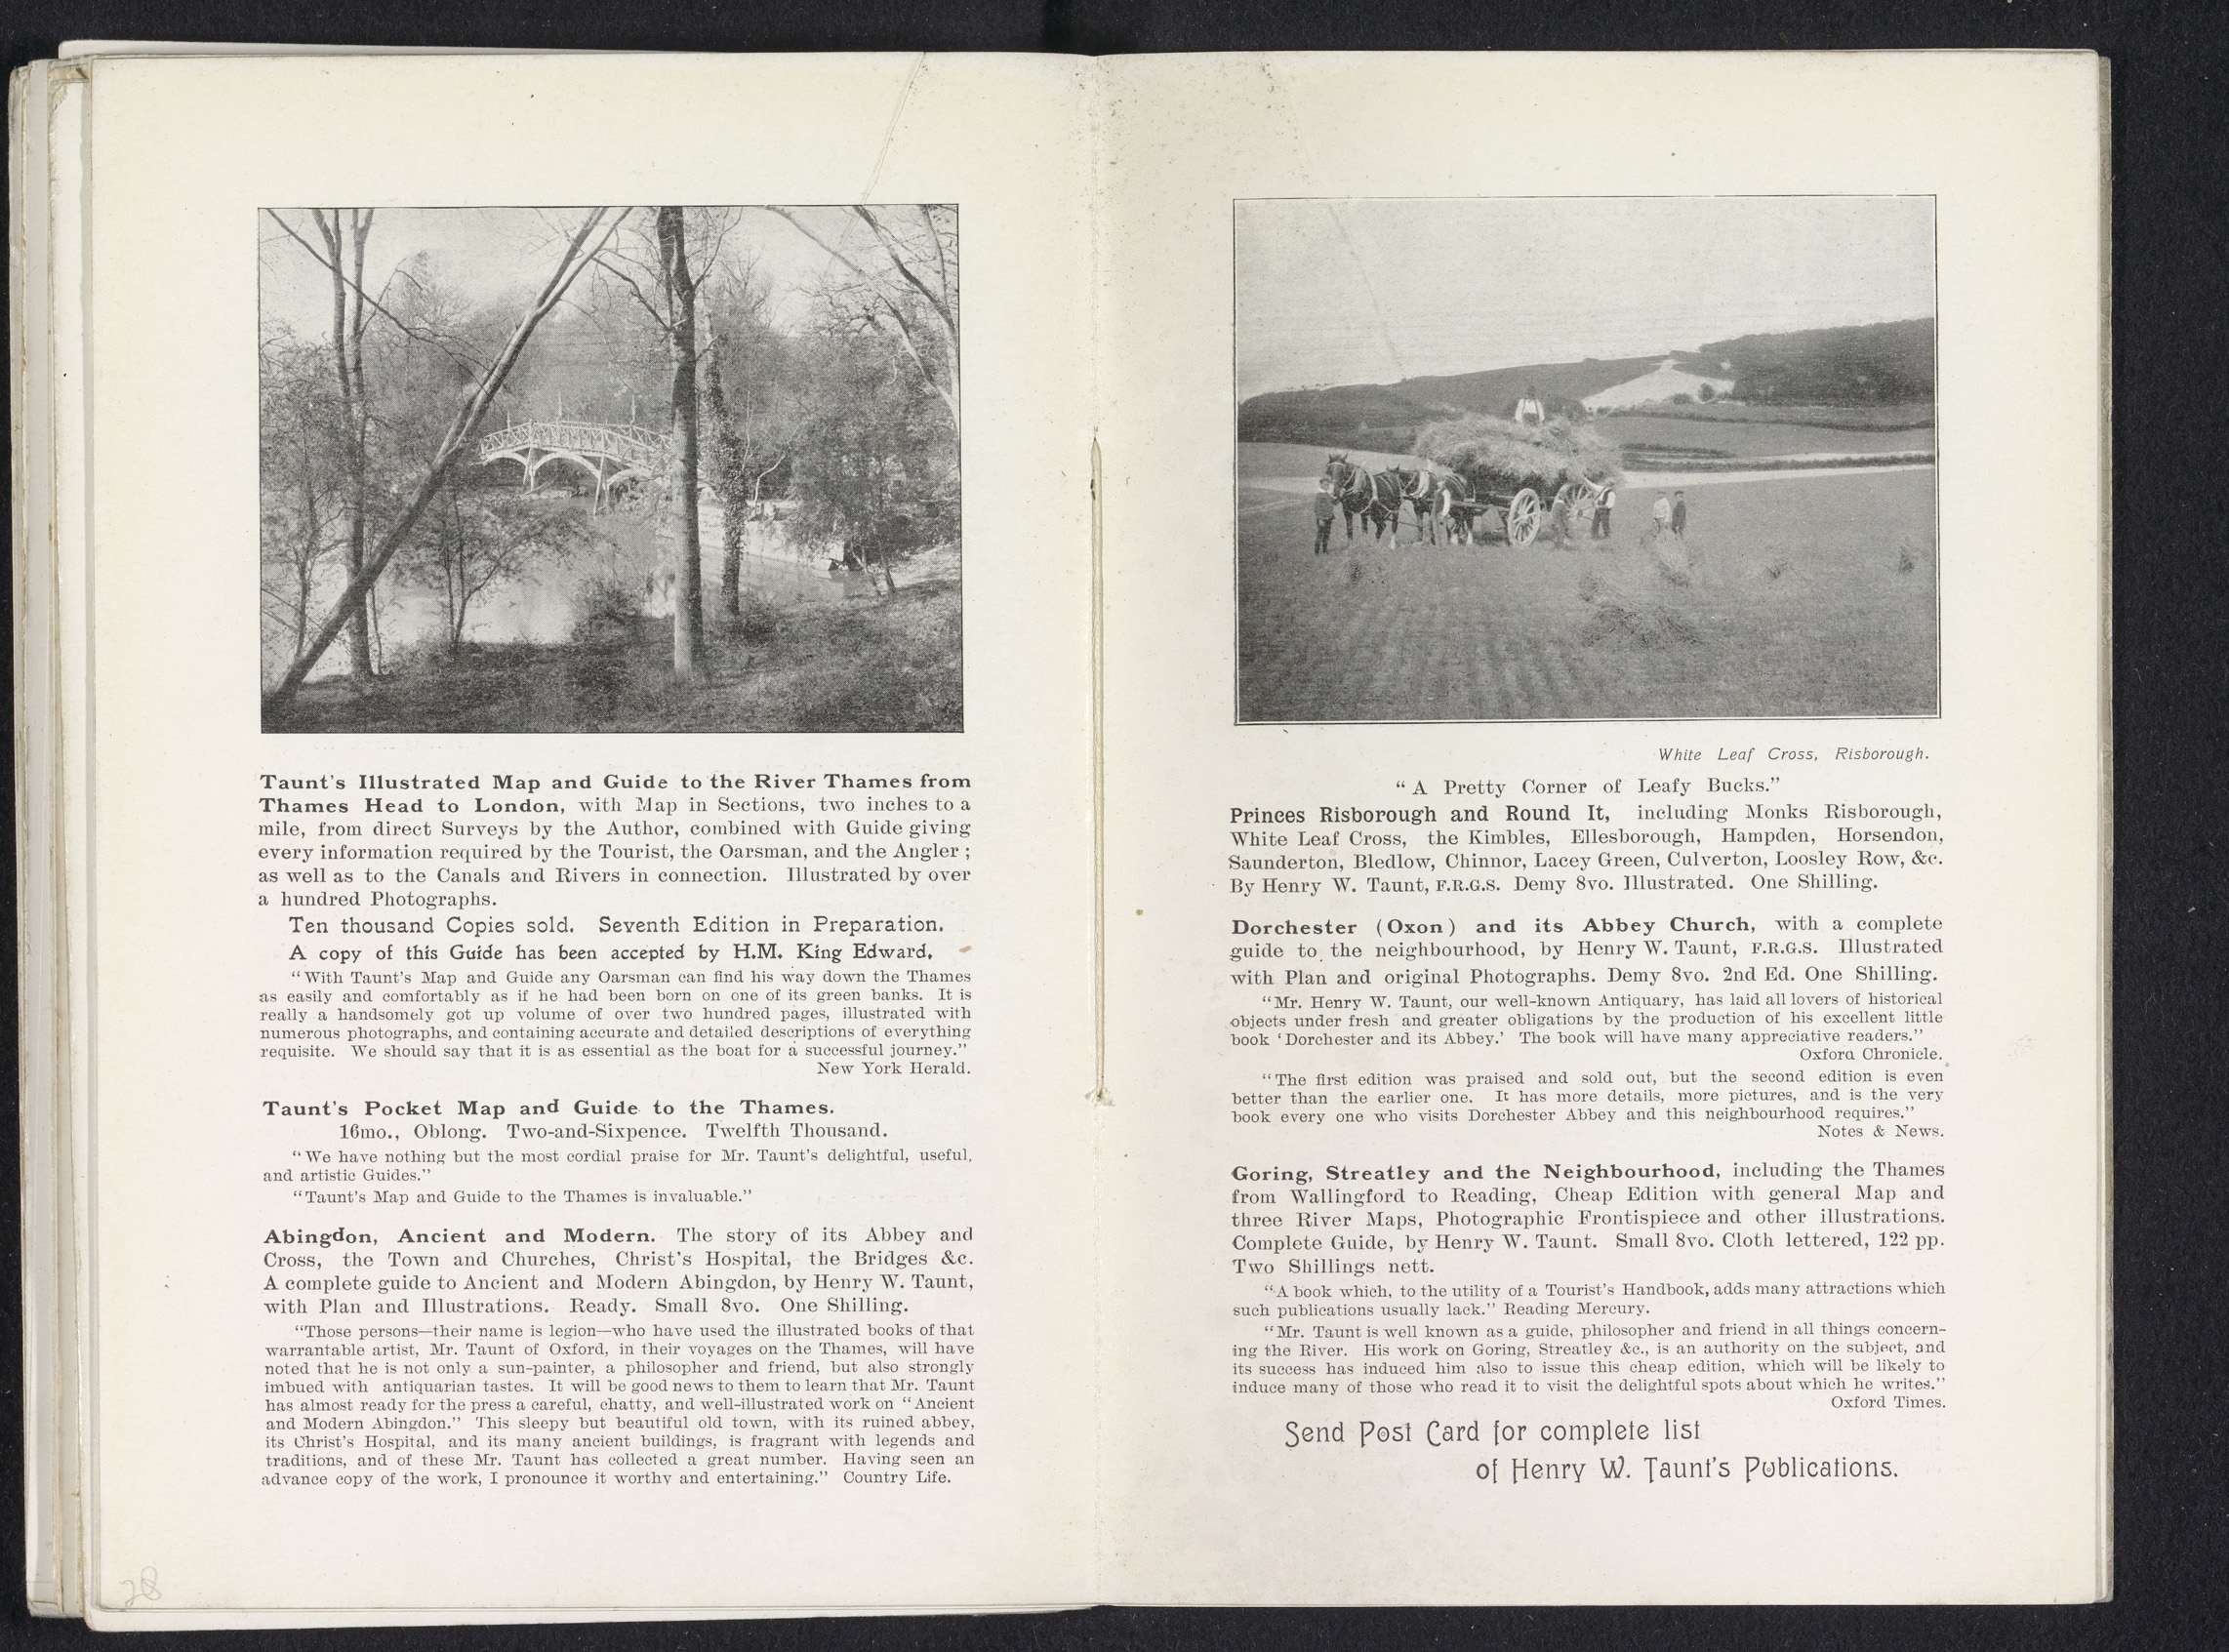 Taunt's Illustrated Map and Guide to the River Thames from
Thames Head to London, with Map in Sections, two inches to a
mile, from direct Surveys by the Author, combined with Guide giving
every information required by the Tourist, the Oarsman, and the Angler ;
as well as to the Canals and Rivers in connection. Illustrated by over
a hundred Photographs.
Ten thousand Copies sold. Seventh Edition in Preparation.
A copy of this Guide has been accepted by H.M. King Edward.
"With Taunt's Map and Guide any Oarsman can find his way down the Thames
as easily and comfortably as if he had been born on one of its green banks. It is
really a handsomely got up volume of over two hundred pages, illustrated with
numerous photographs, and containing accurate and detailed descriptions of everything
requisite. We should say that it is as essential as the boat for a successful journey."
New York Herald.
Taunt's Pocket Map and Guide to the Thames.
16mo., Oblong. Two-and-Sixpence. Twelfth Thousand.
"We have nothing but the most cordial praise for Mr. Taunt's delightful, useful,
and artistic Guides."
"Taunt's Map and Guide to the Thames is invaluable."
Abingdon, Ancient and Modern. The story of its Abbey and
Cross, the Town and Churches, Christ's Hospital, the Bridges &c.
A complete guide to Ancient and Modern Abingdon, by Henry W. Taunt,
with Plan and Illustrations. Ready. Small 8vo. One Shilling.
"Those persons—their name is legion—who have used the illustrated books of that
warrantable artist, Mr. Taunt of Oxford, in their voyages on the Thames, will have
noted that he is not only a sun-painter, a philosopher and friend, but also strongly
imbued with antiquarian tastes. It will be good news to them to learn that Mr. Taunt
has almost ready for the press a careful, chatty, and well-illustrated work on "Ancient
and Modern Abingdon." This sleepy but beautiful old town, with its ruined abbey,
its Christ's Hospital, and its many ancient buildings, is fragrant with legends and
traditions, and of these Mr. Taunt has collected a great number. Having seen an
advance copy of the work, I pronounce it worthy and entertaining." Country Life.
28
White Leaf Cross, Risborough.
"A Pretty Corner of Leafy Bucks."
Princes Risborough and Round It, including Monks Risborough,
White Leaf Cross, the Kimbles, Ellesborough, Hampden, Horsendon,
Saunderton, Bledlow, Chinnor, Lacey Green, Culverton, Loosley Row, &c.
By Henry W. Taunt, F.R.G.S. Demy 8vo. Illustrated. One Shilling.
Dorchester (Oxon) and its Abbey Church, with a complete
guide to the neighbourhood, by Henry W. Taunt, F.R.G.S. Illustrated
with Plan and original Photographs. Demy 8vo. 2nd Ed. One Shilling.
"Mr. Henry W. Taunt, our well-known Antiquary, has laid all lovers of historical
objects under fresh and greater obligations by the production of his excellent little
book 'Dorchester and its Abbey.' The book will have many appreciative readers."
Oxford Chronicle.
"The first edition was praised and sold out, but the second edition is even
better than the earlier one. It has more details, more pictures, and is the very
book every one who visits Dorchester Abbey and this neighbourhood requires."
Notes & News.
Goring, Streatley and the Neighbourhood, including the Thames
from Wallingford to Reading, Cheap Edition with general Map and
three River Maps, Photographic Frontispiece and other illustrations.
Complete Guide, by Henry W. Taunt. Small 8vo. Cloth lettered, 122 pp.
Two Shillings nett.
"A book which, to the utility of a Tourist's Handbook, adds many attractions which
such publications usually lack." Reading Mercury.
"Mr. Taunt is well known as a guide, philosopher and friend in all things concern-
ing the River. His work on Goring, Streatley &c., is an authority on the subject, and
its success has induced him also to issue this cheap edition, which will be likely to
induce many of those who read it to visit the delightful spots about which he writes."
Oxford Times.
Send Post Card for complete list
of Henry W. Taunt's Publications.